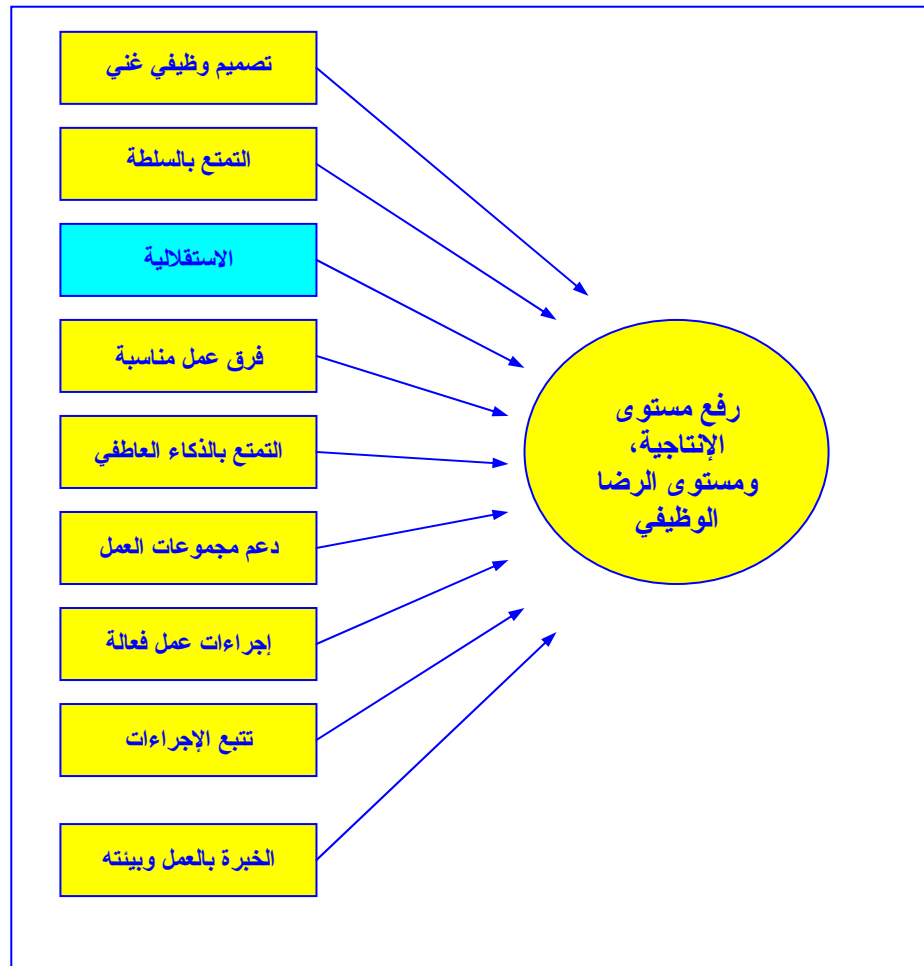 تصميم وظيفي غني
التمتع بالسلطة
الاستقلالية
فرق عمل مناسبة
التمتع بالذكاء العاطفي
دعم مجموعات العمل
إجراءات عمل فعالة
تتبع الإجراءات
الخبرة بالعمل وبيئته
رفع مستوى
الإنتاجية،
ومستوى الرضا
الوظيفي